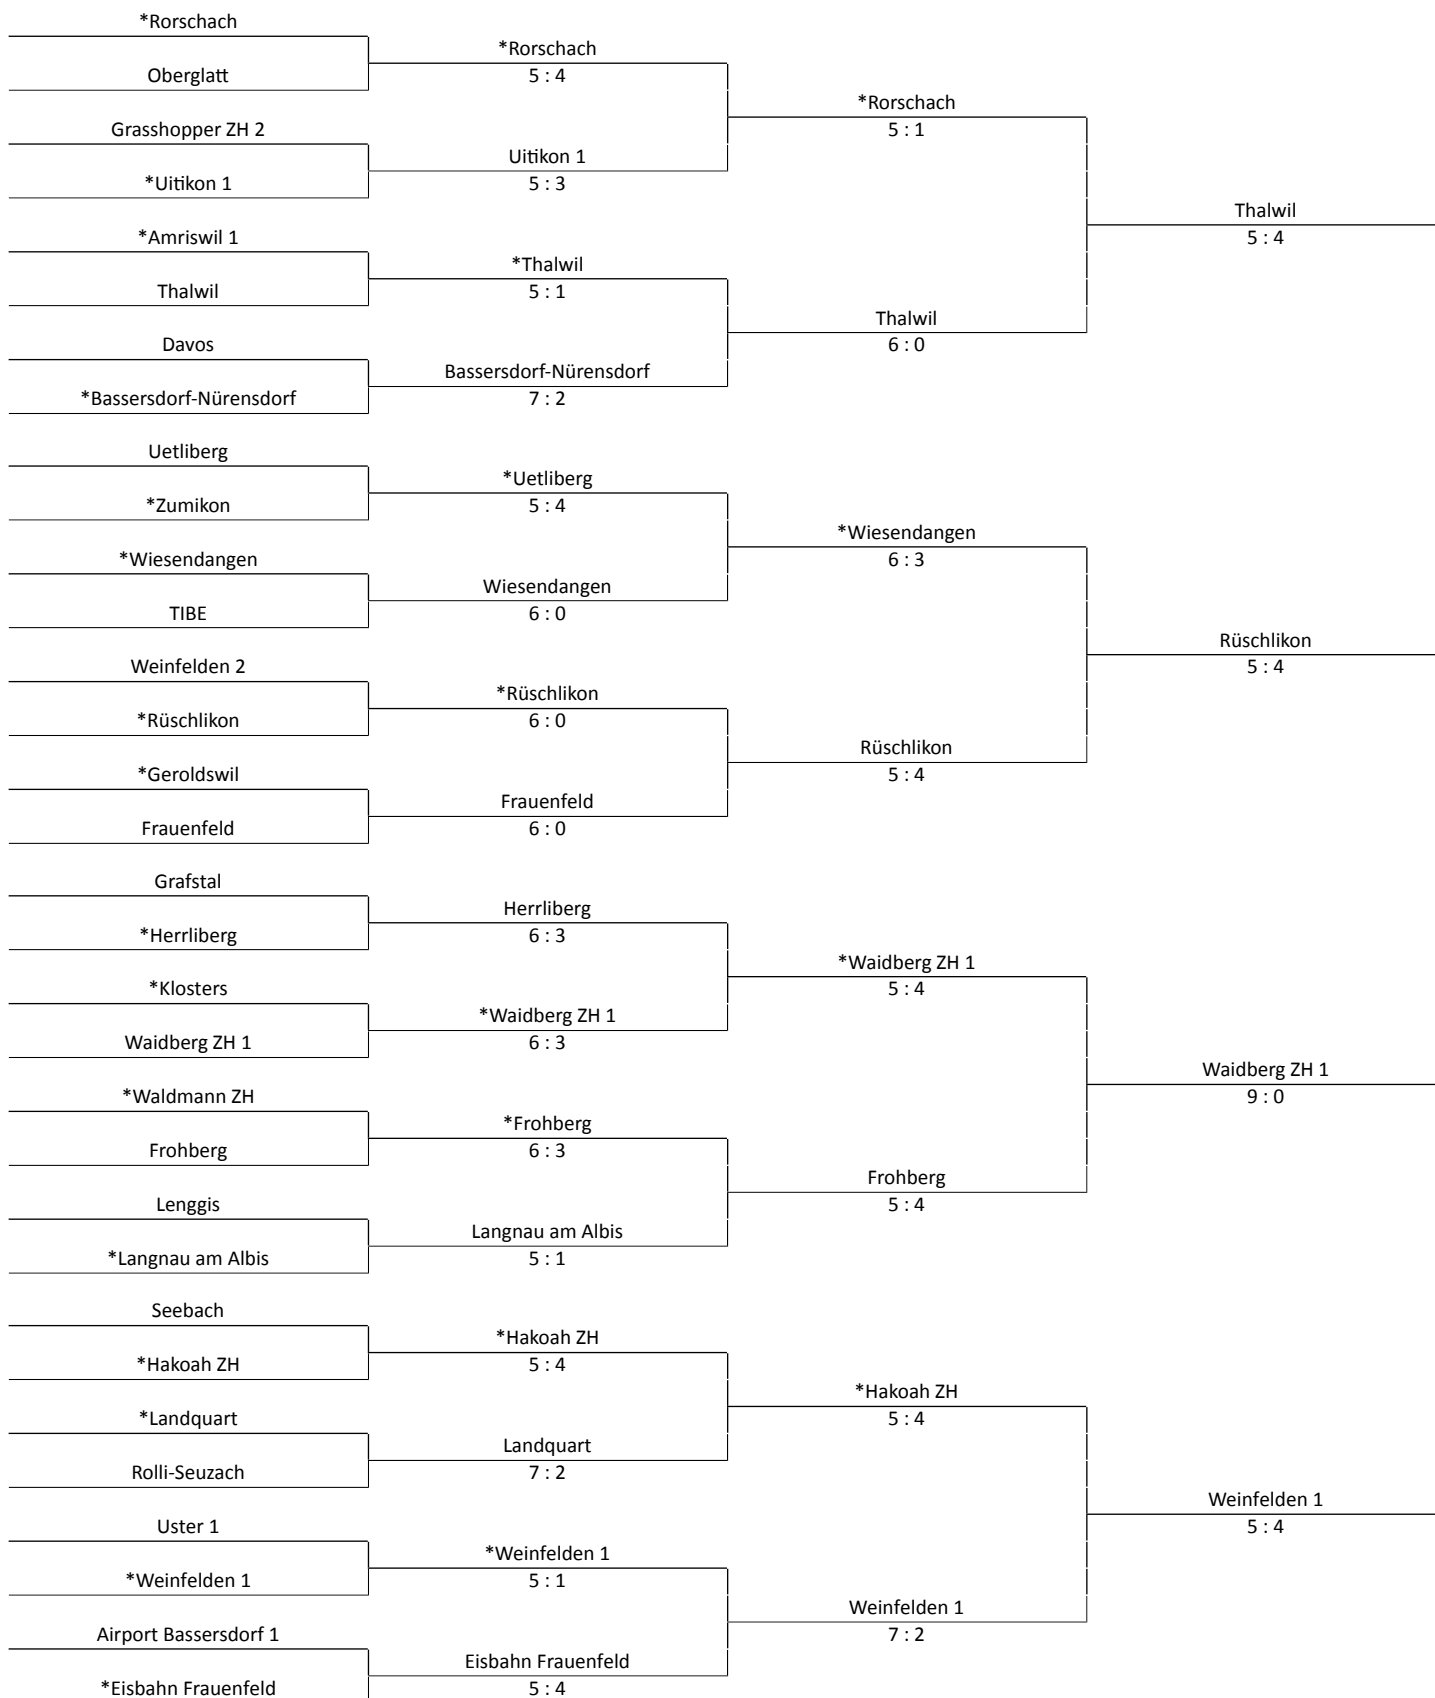 *Rorschach
Oberglatt
Grasshopper ZH 2
*Uitikon 1
*Amriswil 1
Thalwil
Davos
*Bassersdorf-Nürensdorf
Uetliberg
*Zumikon
*Wiesendangen
TIBE
Weinfelden 2
*Rüschlikon
*Geroldswil
Frauenfeld
Grafstal
*Herrliberg
*Klosters
Waidberg ZH 1
*Waldmann ZH
Frohberg
Lenggis
*Langnau am Albis
Seebach
*Hakoah ZH
*Landquart
Rolli-Seuzach
Uster 1
*Weinfelden 1
Airport Bassersdorf 1
*Eisbahn Frauenfeld
*Rorschach
5 : 4
Uitikon 1
5 : 3
*Thalwil
5 : 1
Bassersdorf-Nürensdorf
7 : 2
*Uetliberg
5 : 4
Wiesendangen
6 : 0
*Rüschlikon
6 : 0
Frauenfeld
6 : 0
Herrliberg
6 : 3
*Waidberg ZH 1
6 : 3
*Frohberg
6 : 3
Langnau am Albis
5 : 1
*Hakoah ZH
5 : 4
Landquart
7 : 2
*Weinfelden 1
5 : 1
Eisbahn Frauenfeld
5 : 4
*Rorschach
5 : 1
Thalwil
6 : 0
*Wiesendangen
6 : 3
Rüschlikon
5 : 4
*Waidberg ZH 1
5 : 4
Frohberg
5 : 4
*Hakoah ZH
5 : 4
Weinfelden 1
7 : 2
Thalwil
5 : 4
Rüschlikon
5 : 4
Waidberg ZH 1
9 : 0
Weinfelden 1
5 : 4